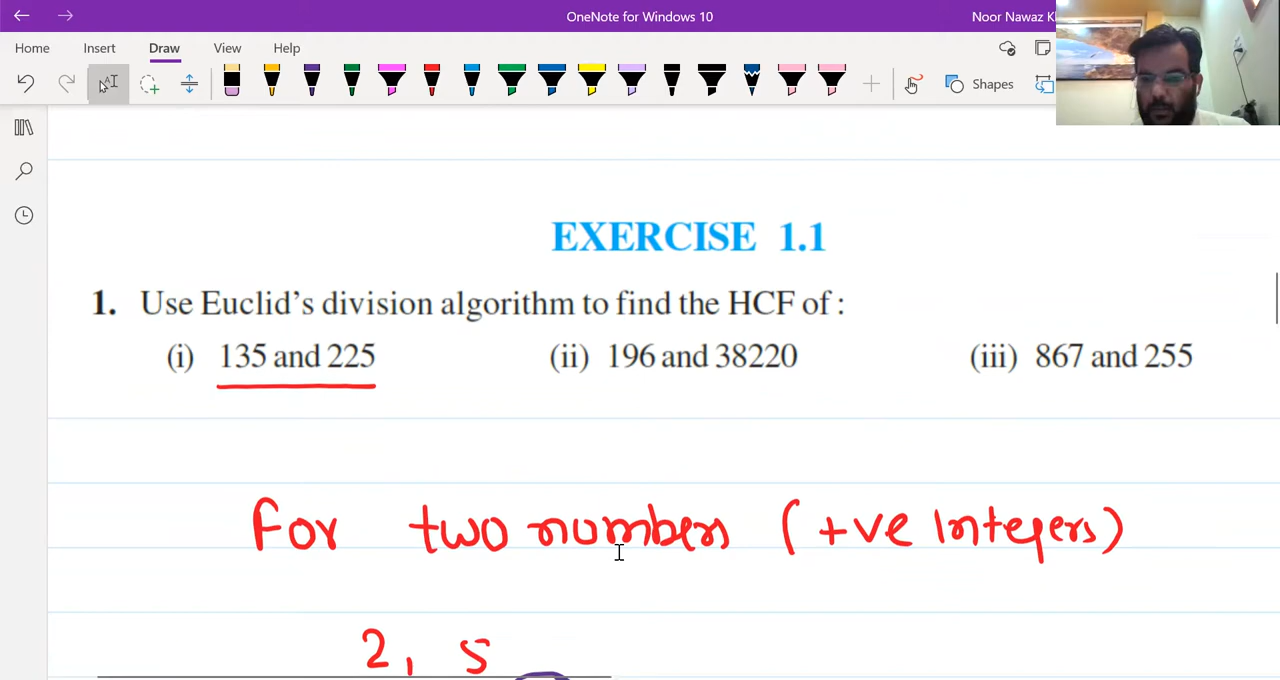 OneNote for Windows 10
Noor Nawaz K
Home Insert Draw View Help
Shapes
EXERCISE 1.1
1. Use Euclid's division algorithm to find the HCF of :
(i) 135 and 225 (ii) 196 and 38220 (iii) 867 and 255
For two numbers (+ve Integers)
2, 5